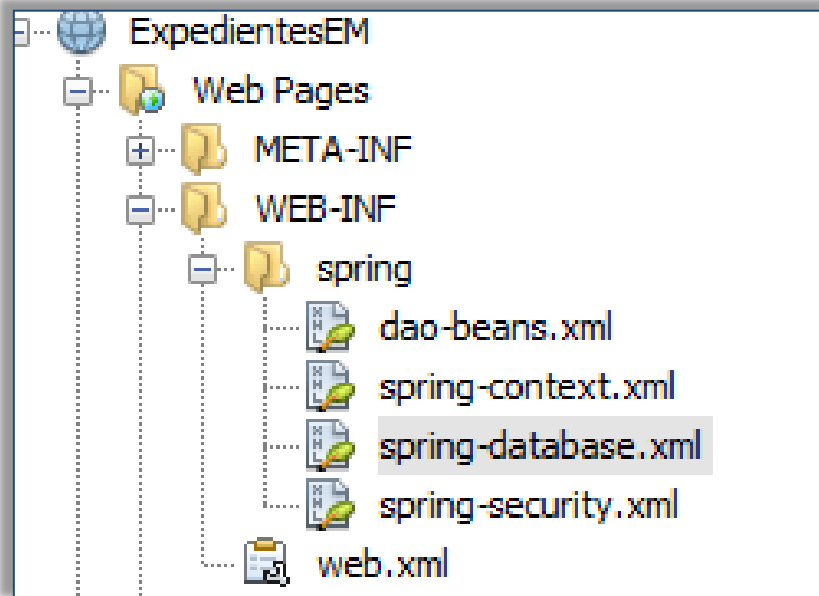 ExpedientesEM
Web Pages
META-INF
WEB-INF
spring
dao-beans.xml
spring-context.xml
spring-database.xml
spring-security.xml
web.xml